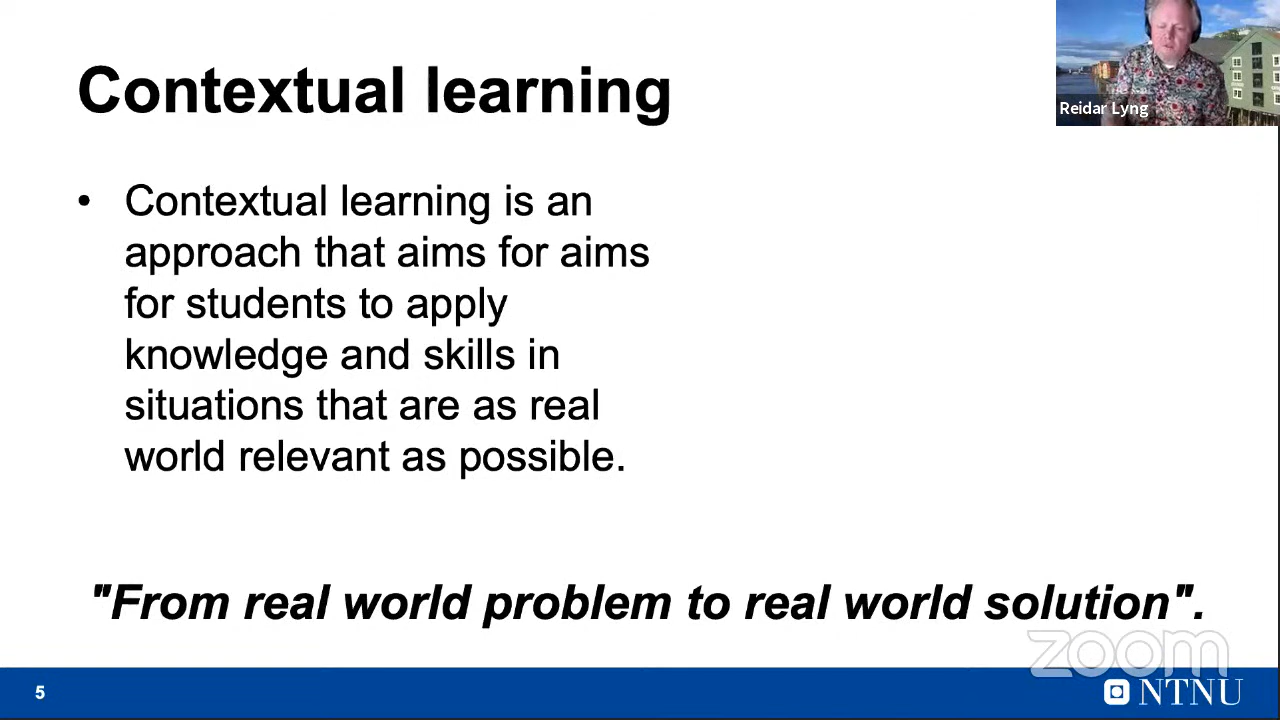 Contextual learning
Reidar Lyng
• Contextual learning is an
approach that aims for aims
for students to apply
knowledge and skills in
situations that are as real
world relevant as possible.
"From real world problem to real world solution".
zoom
5
NTNU